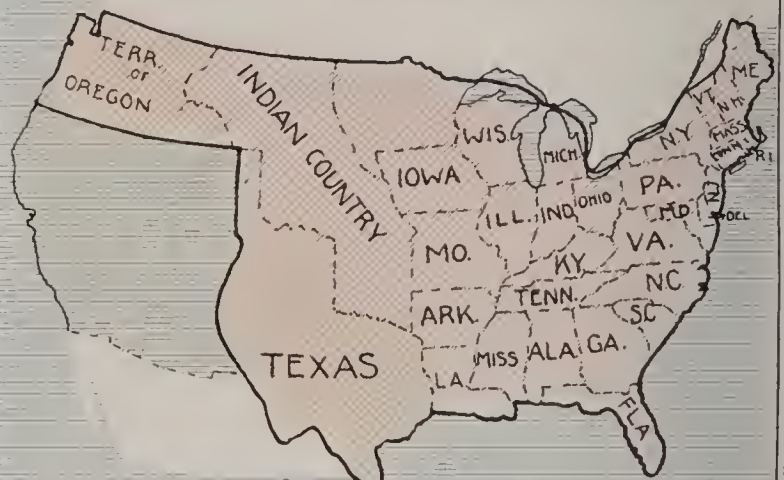 TERR.
OF
OREGON
INDIAN COUNTRY
TEXAS
IOWA
MO.
ARK.
LA.
WIS.
ILL.
MICH.
IND.
OHIO
KY.
TENN.
MISS
ALA.
GA.
FLA
SC
N.C.
VA.
MD
DEL
PA.
N.Y.
VT.
N.H.
ME
MASS
R.I